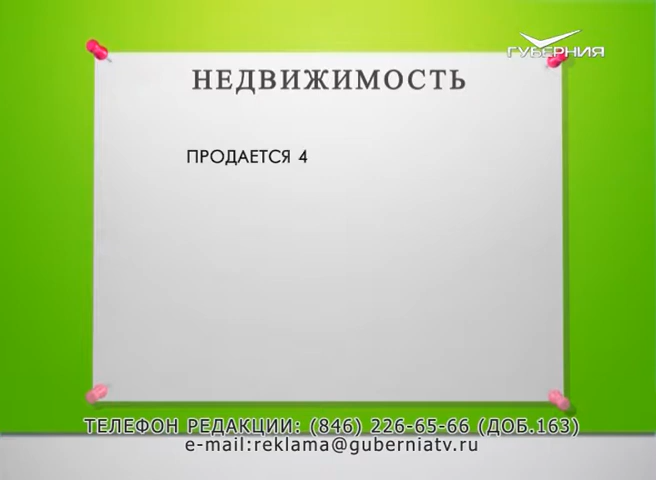 ГУБЕРНИЯ
НЕДВИЖИМОСТЬ
ПРОДАЕТСЯ 4
ТЕЛЕФОН РЕДАКЦИИ: (846) 226-65-66 (ДОБ.163)
e-mail:reklama@guberniatv.ru